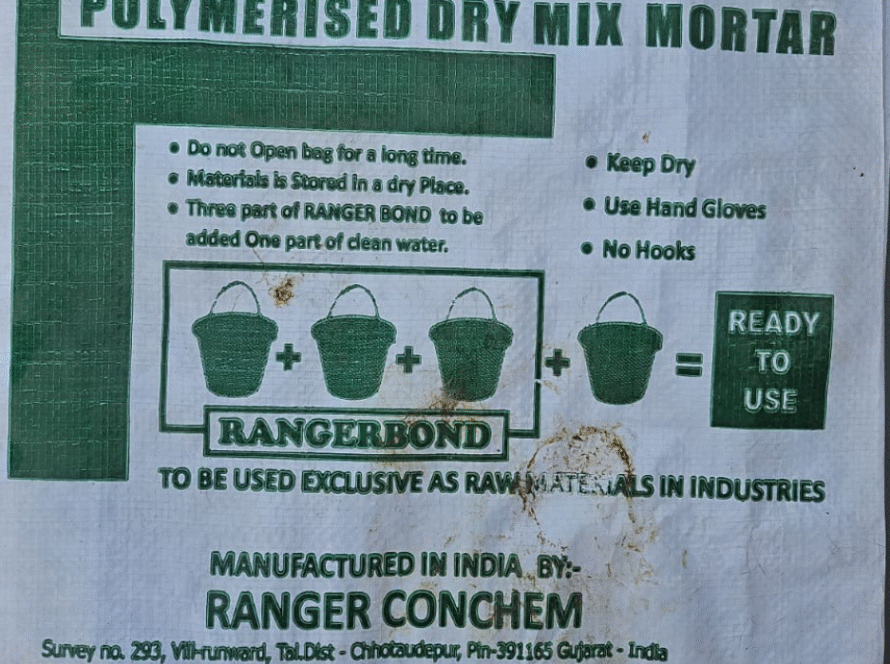 POLYMERISED DRY MIX MORTAR
• Do not Open bag for a long time.
• Materials is Stored in a dry Place.
• Three part of RANGER BOND to be
added One part of clean water.
• Keep Dry
• Use Hand Gloves
• No Hooks
+ + + =
READY
TO
USE
RANGERBOND
TO BE USED EXCLUSIVE AS RAW MATERIALS IN INDUSTRIES
MANUFACTURED IN INDIA BY:-
RANGER CONCHEM
Survey no. 293, Vill-runward, Tal.Dist - Chhotaudepur, Pin-391165 Gujarat - India